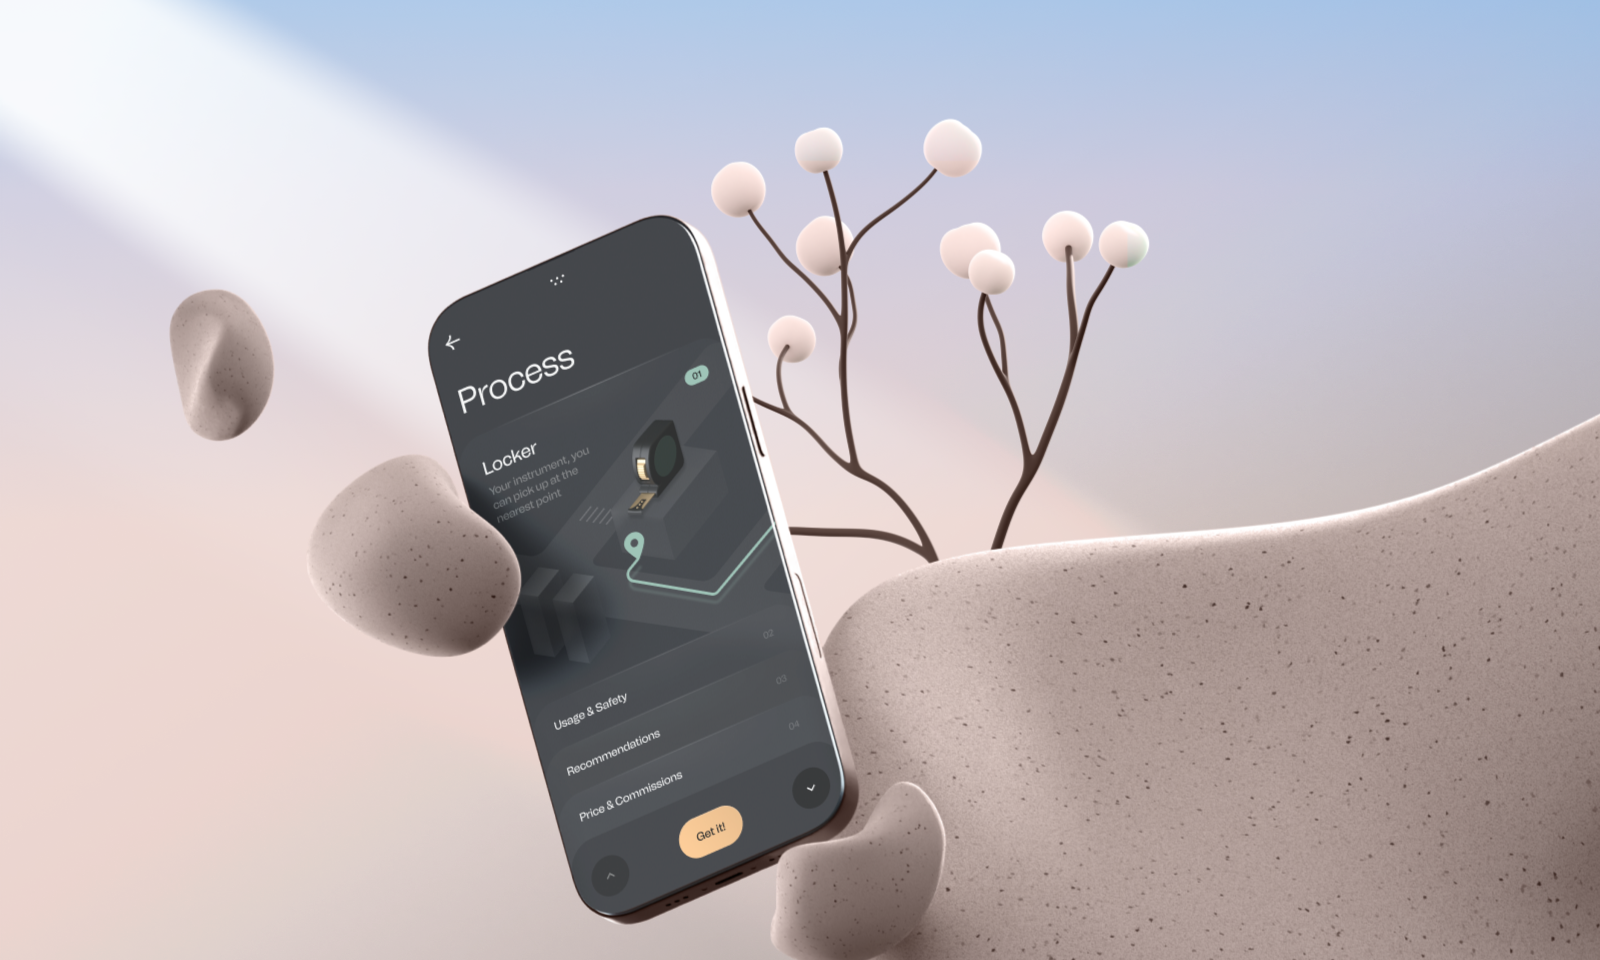 Process
01
Locker
Your instrument, you
can pick up at the
nearest point
02
Usage & Safety
03
Recommendations
04
Price & Commissions
Get it!